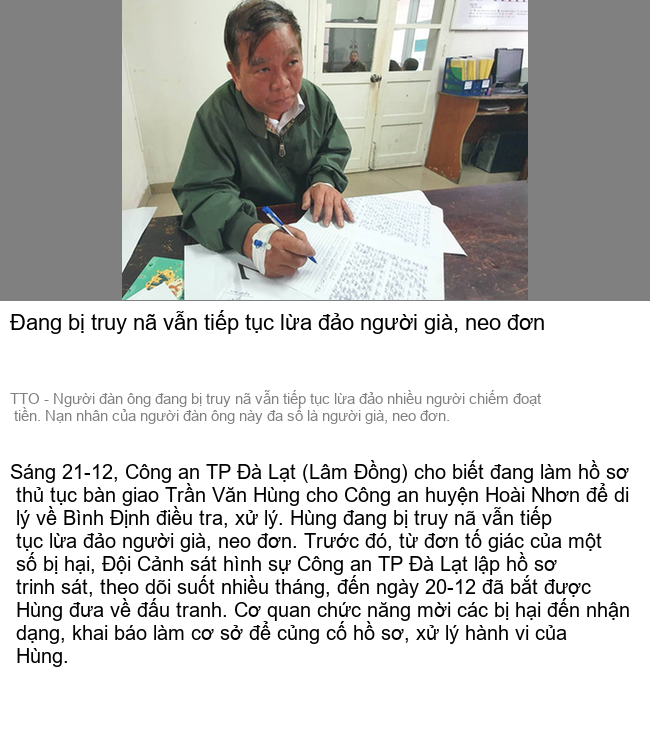 Đang bị truy nã vẫn tiếp tục lừa đảo người già, neo đơn
TTO - Người đàn ông đang bị truy nã vẫn tiếp tục lừa đảo nhiều người chiếm đoạt
tiền. Nạn nhân của người đàn ông này đa số là người già, neo đơn.
Sáng 21-12, Công an TP Đà Lạt (Lâm Đồng) cho biết đang làm hồ sơ
thủ tục bàn giao Trần Văn Hùng cho Công an huyện Hoài Nhơn để di
lý về Bình Định điều tra, xử lý. Hùng đang bị truy nã vẫn tiếp
tục lừa đảo người già, neo đơn. Trước đó, từ đơn tố giác của một
số bị hại, Đội Cảnh sát hình sự Công an TP Đà Lạt lập hồ sơ
trinh sát, theo dõi suốt nhiều tháng, đến ngày 20-12 đã bắt được
Hùng đưa về đấu tranh. Cơ quan chức năng mời các bị hại đến nhận
dạng, khai báo làm cơ sở để củng cố hồ sơ, xử lý hành vi của
Hùng.